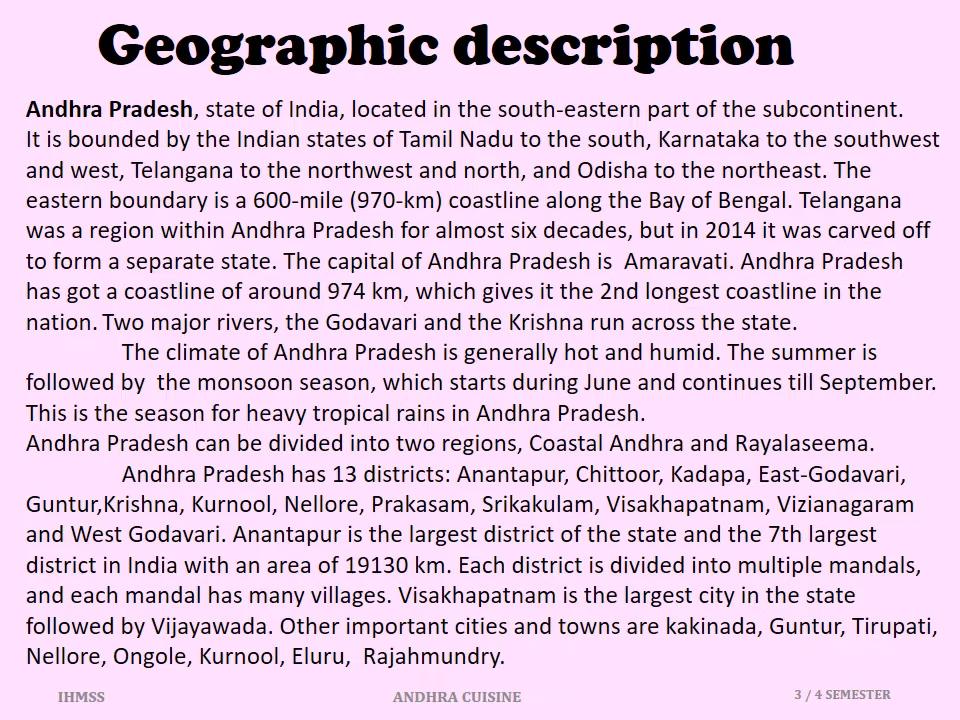 Geographic description
Andhra Pradesh, state of India, located in the south-eastern part of the subcontinent.
It is bounded by the Indian states of Tamil Nadu to the south, Karnataka to the southwest
and west, Telangana to the northwest and north, and Odisha to the northeast. The
eastern boundary is a 600-mile (970-km) coastline along the Bay of Bengal. Telangana
was a region within Andhra Pradesh for almost six decades, but in 2014 it was carved off
to form a separate state. The capital of Andhra Pradesh is  Amaravati. Andhra Pradesh
has got a coastline of around 974 km, which gives it the 2nd longest coastline in the
nation. Two major rivers, the Godavari and the Krishna run across the state.
The climate of Andhra Pradesh is generally hot and humid. The summer is
followed by  the monsoon season, which starts during June and continues till September.
This is the season for heavy tropical rains in Andhra Pradesh.
Andhra Pradesh can be divided into two regions, Coastal Andhra and Rayalaseema.
Andhra Pradesh has 13 districts: Anantapur, Chittoor, Kadapa, East-Godavari,
Guntur,Krishna, Kurnool, Nellore, Prakasam, Srikakulam, Visakhapatnam, Vizianagaram
and West Godavari. Anantapur is the largest district of the state and the 7th largest
district in India with an area of 19130 km. Each district is divided into multiple mandals,
and each mandal has many villages. Visakhapatnam is the largest city in the state
followed by Vijayawada. Other important cities and towns are kakinada, Guntur, Tirupati,
Nellore, Ongole, Kurnool, Eluru,  Rajahmundry.
IHMSS
ANDHRA CUISINE
3 / 4 SEMESTER